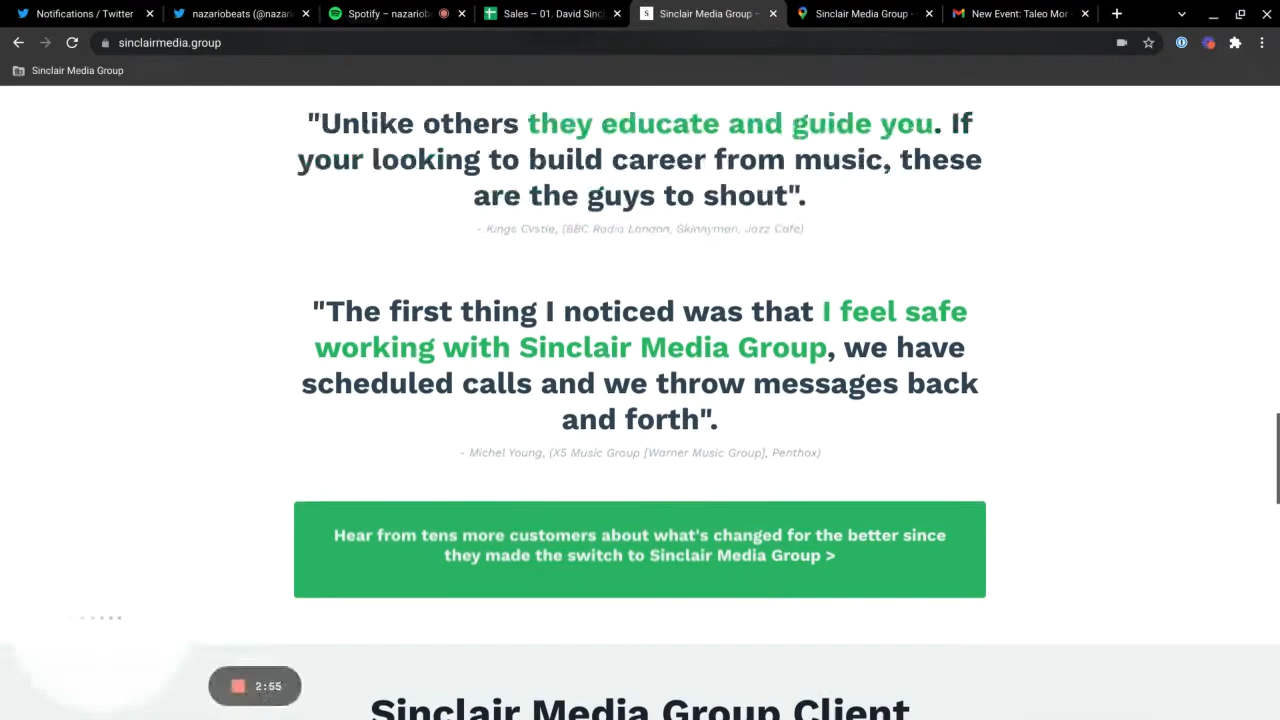 Notifications / Twitter
nazariobeats (@nazari
Spotify – nazariob
Sales – 01. David Sincl
Sinclair Media Group –
Sinclair Media Group -
New Event: Taleo Mor
sinclairmedia.group
Sinclair Media Group
"Unlike others they educate and guide you. If
your looking to build career from music, these
are the guys to shout".
- Kings Cvstle, (BBC Radio London, Skinnyman, Jazz Cafe)
"The first thing I noticed was that I feel safe
working with Sinclair Media Group, we have
scheduled calls and we throw messages back
and forth".
- Michel Young, (X5 Music Group [Warner Music Group], Penthox)
Hear from tens more customers about what's changed for the better since
they made the switch to Sinclair Media Group >
2:55
Sinclair Media Group Client